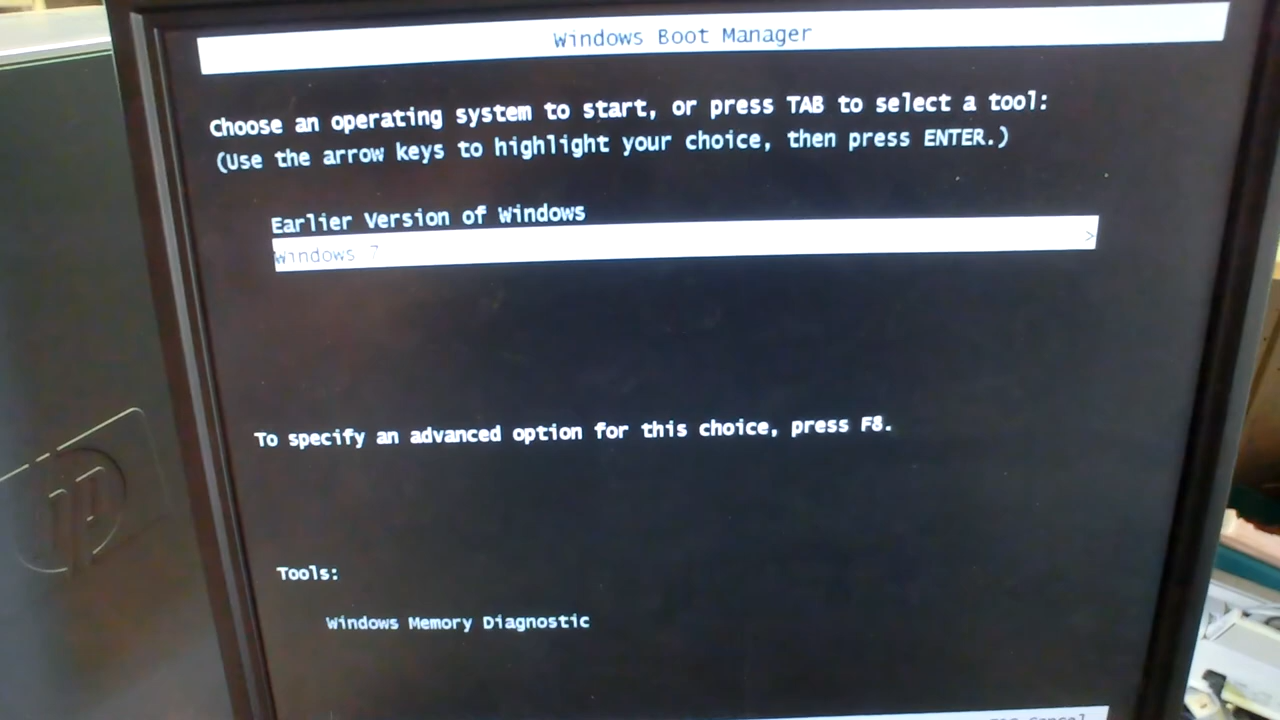 Windows Boot Manager
Choose an operating system to start, or press TAB to select a tool:
(Use the arrow keys to highlight your choice, then press ENTER.)
Earlier Version of Windows
Windows 7 >
To specify an advanced option for this choice, press F8.
Tools:
Windows Memory Diagnostic
Cancel
hp